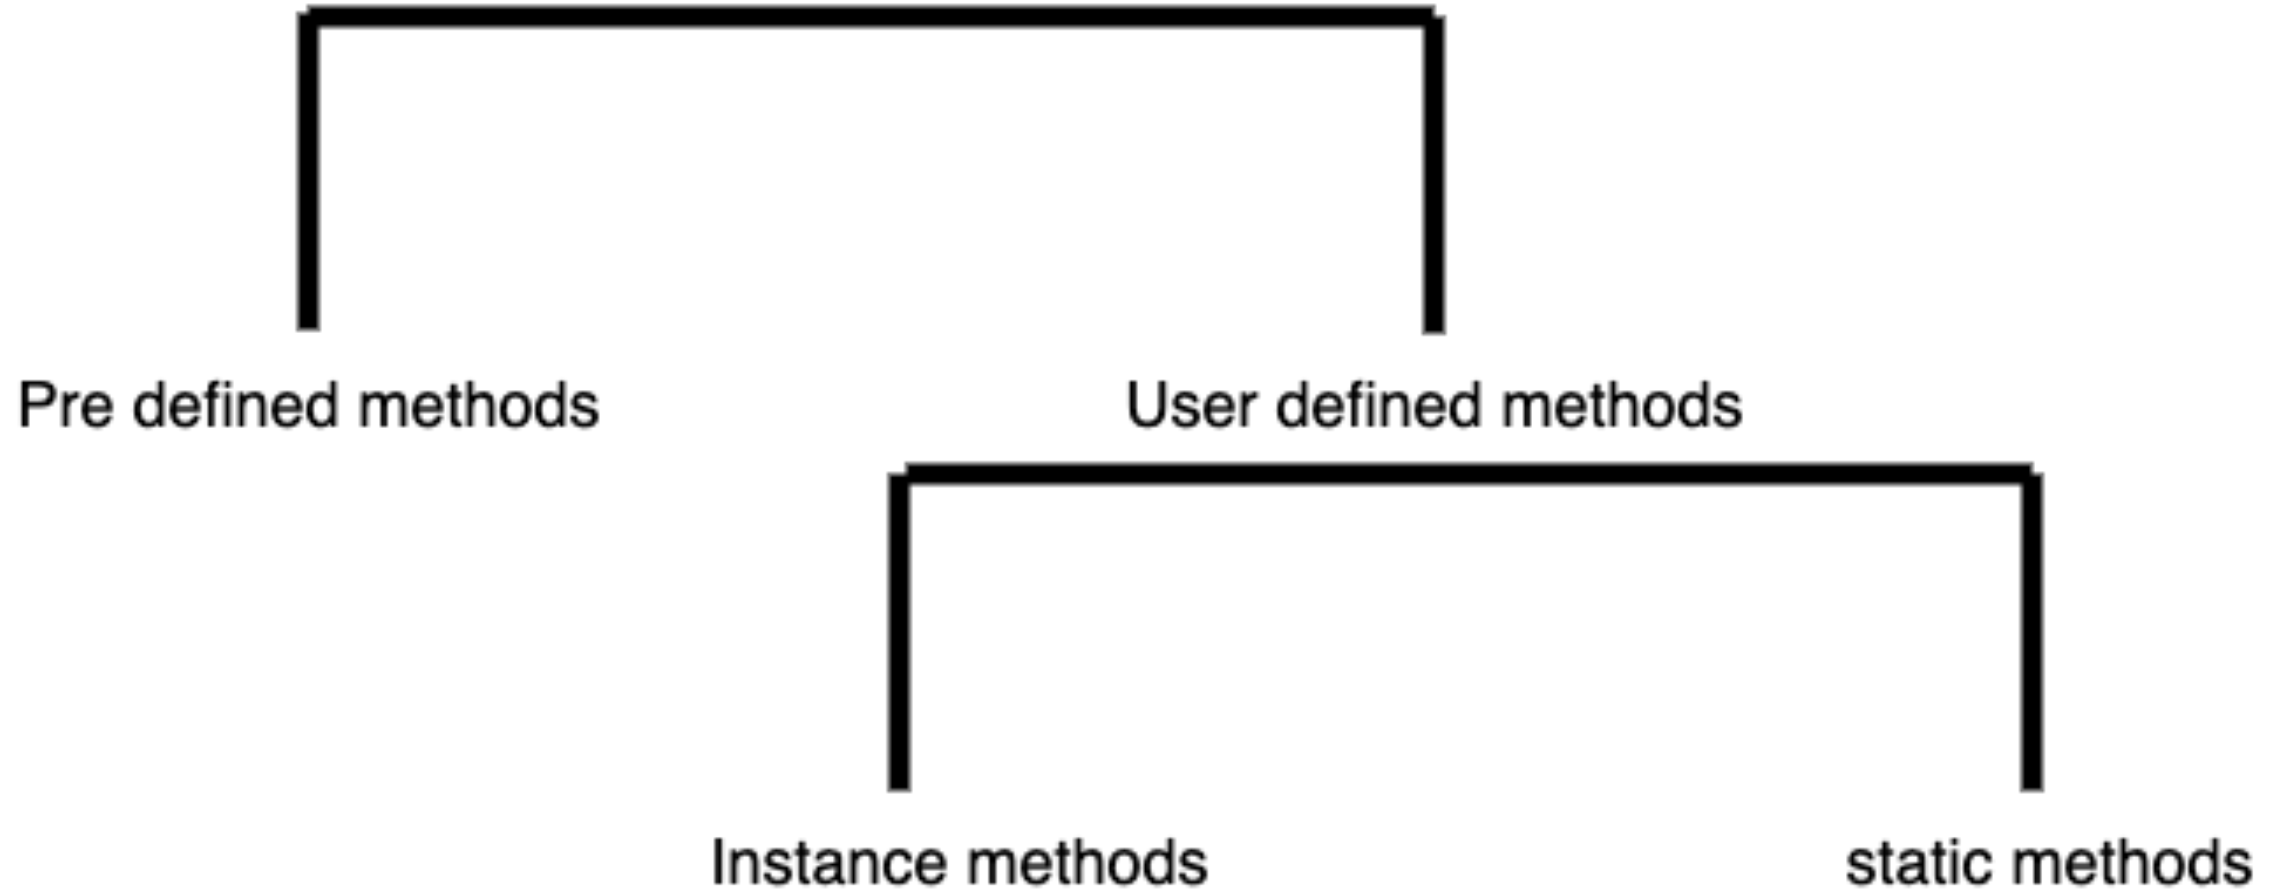 Pre defined methods
User defined methods
Instance methods
static methods